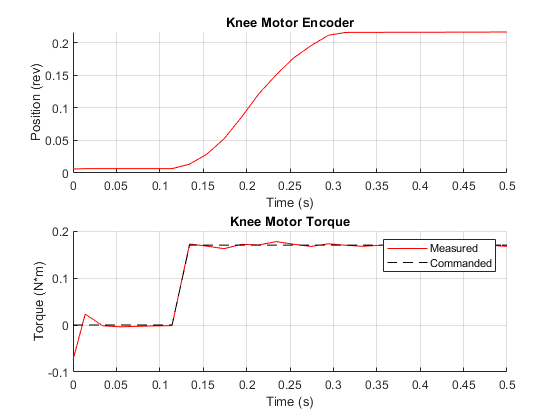 Knee Motor Encoder
Position (rev)
0.2
0.15
0.1
0.05
0
0 0.05 0.1 0.15 0.2 0.25 0.3 0.35 0.4 0.45 0.5
Time (s)
Knee Motor Torque
Torque (N*m)
0.2
0.1
0
-0.1
Measured
Commanded
0 0.05 0.1 0.15 0.2 0.25 0.3 0.35 0.4 0.45 0.5
Time (s)